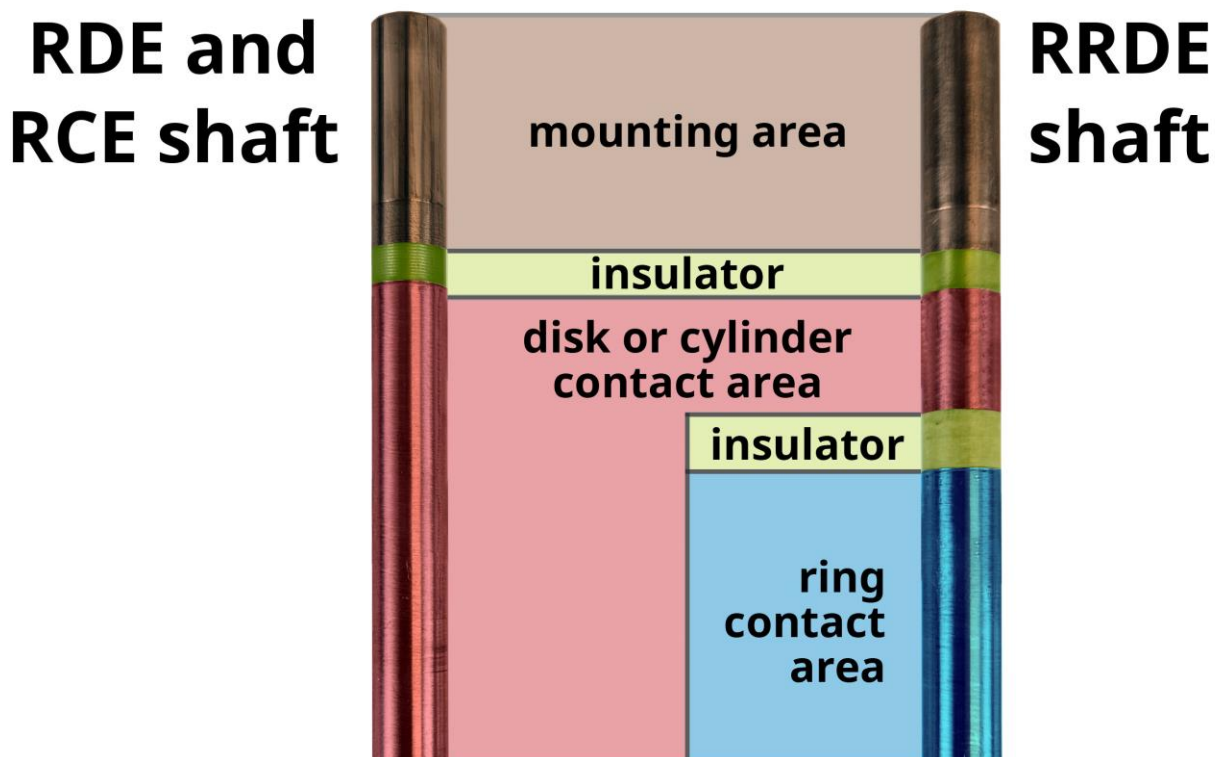 RDE and
RCE shaft
RRDE
shaft
mounting area
insulator
disk or cylinder
contact area
insulator
ring
contact
area